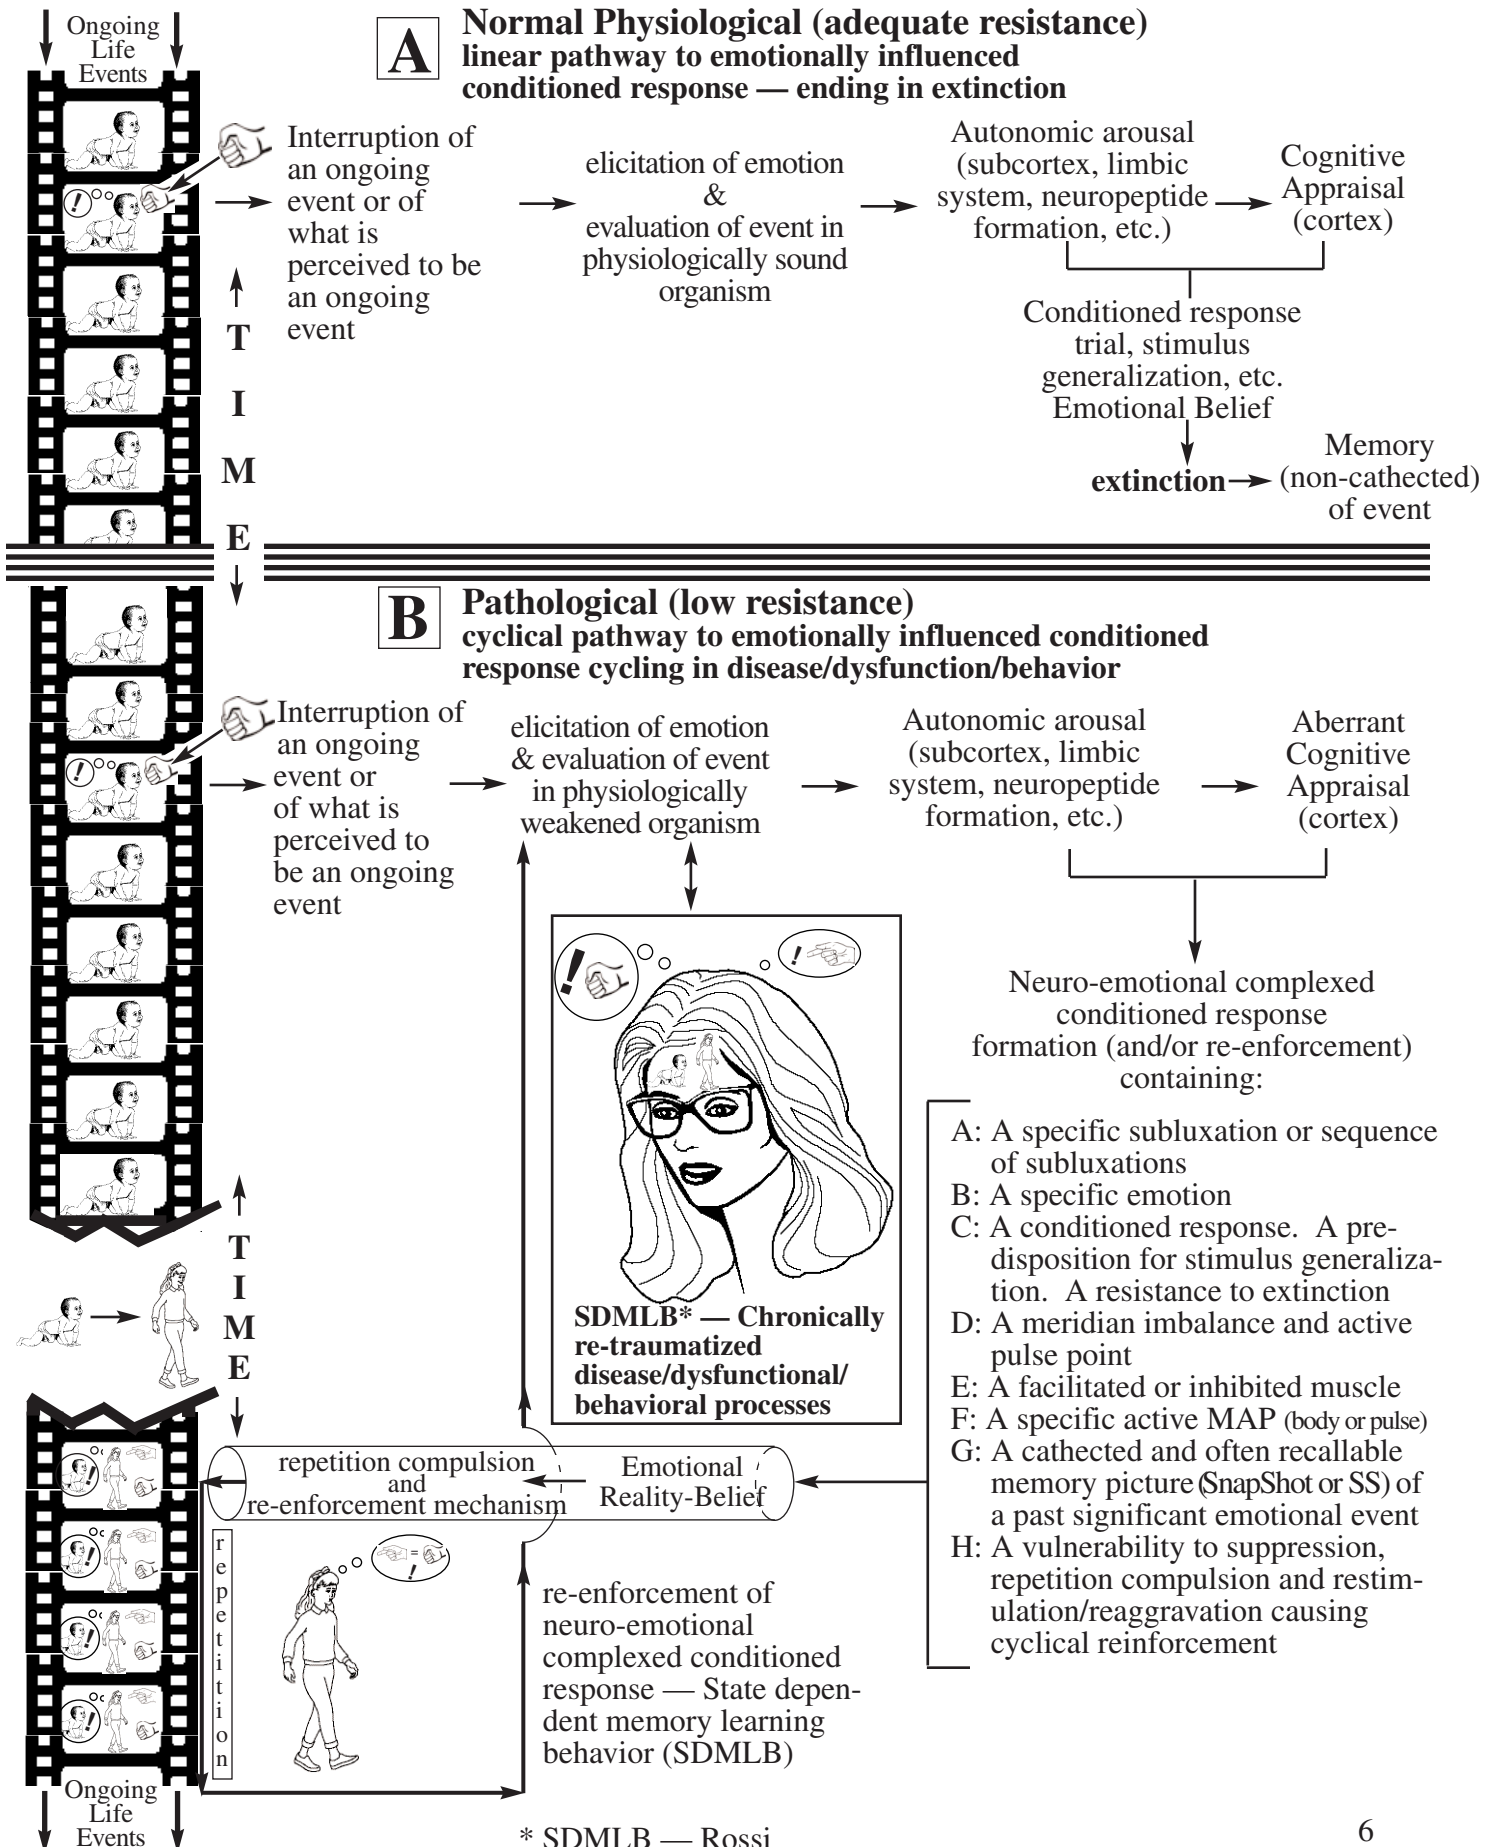 Ongoing
Life
Events
A
Normal Physiological (adequate resistance)
linear pathway to emotionally influenced
conditioned response — ending in extinction
Interruption of
an ongoing
event or of
what is
perceived to be
an ongoing
event
elicitation of emotion
&
evaluation of event in
physiologically sound
organism
Autonomic arousal
(subcortex, limbic
system, neuropeptide
formation, etc.)
Cognitive
Appraisal
(cortex)
!
T
I
M
E
Conditioned response
trial, stimulus
generalization, etc.
Emotional Belief
extinction
Memory
(non-cathected)
of event
B
Pathological (low resistance)
cyclical pathway to emotionally influenced conditioned
response cycling in disease/dysfunction/behavior
Interruption of
an ongoing
event or
of what is
perceived to
be an ongoing
event
elicitation of emotion
& evaluation of event
in physiologically
weakened organism
Autonomic arousal
(subcortex, limbic
system, neuropeptide
formation, etc.)
Aberrant
Cognitive
Appraisal
(cortex)
!
!
!
Neuro-emotional complexed
conditioned response
formation (and/or re-enforcement)
containing:
A: A specific subluxation or sequence
of subluxations
B: A specific emotion
C: A conditioned response. A pre-
disposition for stimulus generaliza-
tion. A resistance to extinction
D: A meridian imbalance and active
pulse point
E: A facilitated or inhibited muscle
F: A specific active MAP (body or pulse)
G: A cathected and often recallable
memory picture (SnapShot or SS) of
a past significant emotional event
H: A vulnerability to suppression,
repetition compulsion and restim-
ulation/reaggravation causing
cyclical reinforcement
SDMLB* — Chronically
re-traumatized
disease/dysfunctional/
behavioral processes
T
I
M
E
repetition compulsion
and
re-enforcement mechanism
Emotional
Reality-Belief
!
!
!
!
repetition
=
!
re-enforcement of
neuro-emotional
complexed conditioned
response — State depen-
dent memory learning
behavior (SDMLB)
Ongoing
Life
Events
* SDMLB — Rossi
6